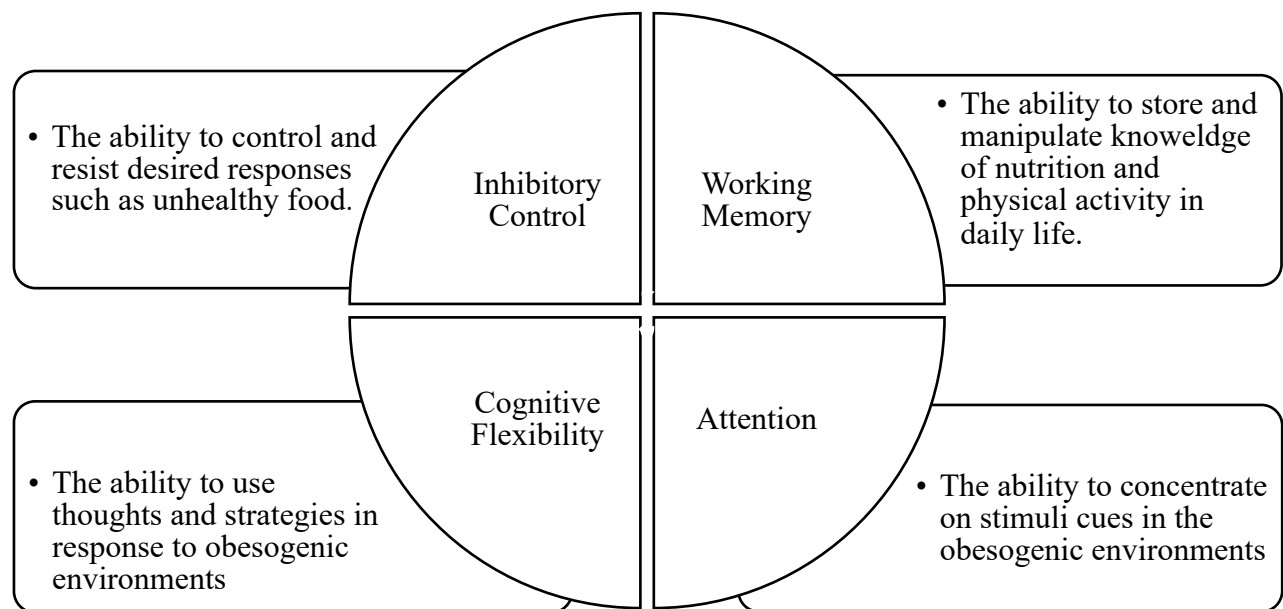 • The ability to control and
resist desired responses
such as unhealthy food.
Inhibitory
Control
Working
Memory
• The ability to store and
manipulate knoweldge
of nutrition and
physical activity in
daily life.
• The ability to use
thoughts and strategies in
response to obesogenic
environments
Cognitive
Flexibility
Attention
• The ability to concentrate
on stimuli cues in the
obesogenic environments